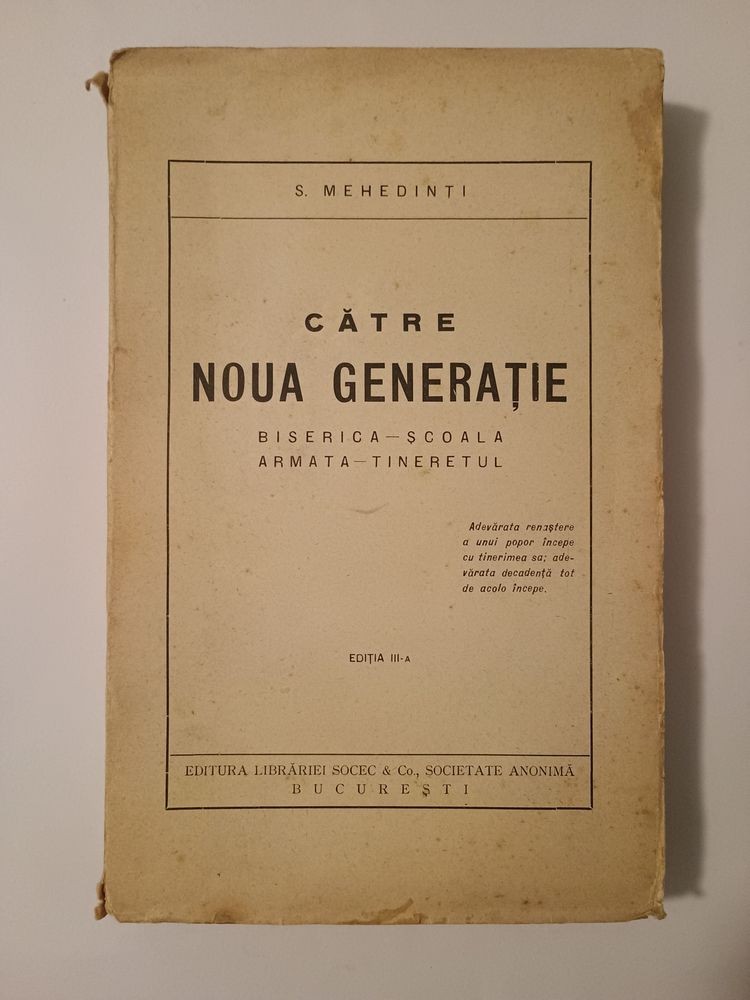 S. MEHEDINȚI
CĂTRE
NOUA GENERAȚIE
BISERICA—ȘCOALA
ARMATA—TINERETUL
Adevărata renaștere
a unui popor începe
cu tinerimea sa; ade-
vărata decadență tot
de acolo începe.
EDIȚIA III-A
EDITURA LIBRĂRIEI SOCEC & Co., SOCIETATE ANONIMĂ
BUCUREȘTI